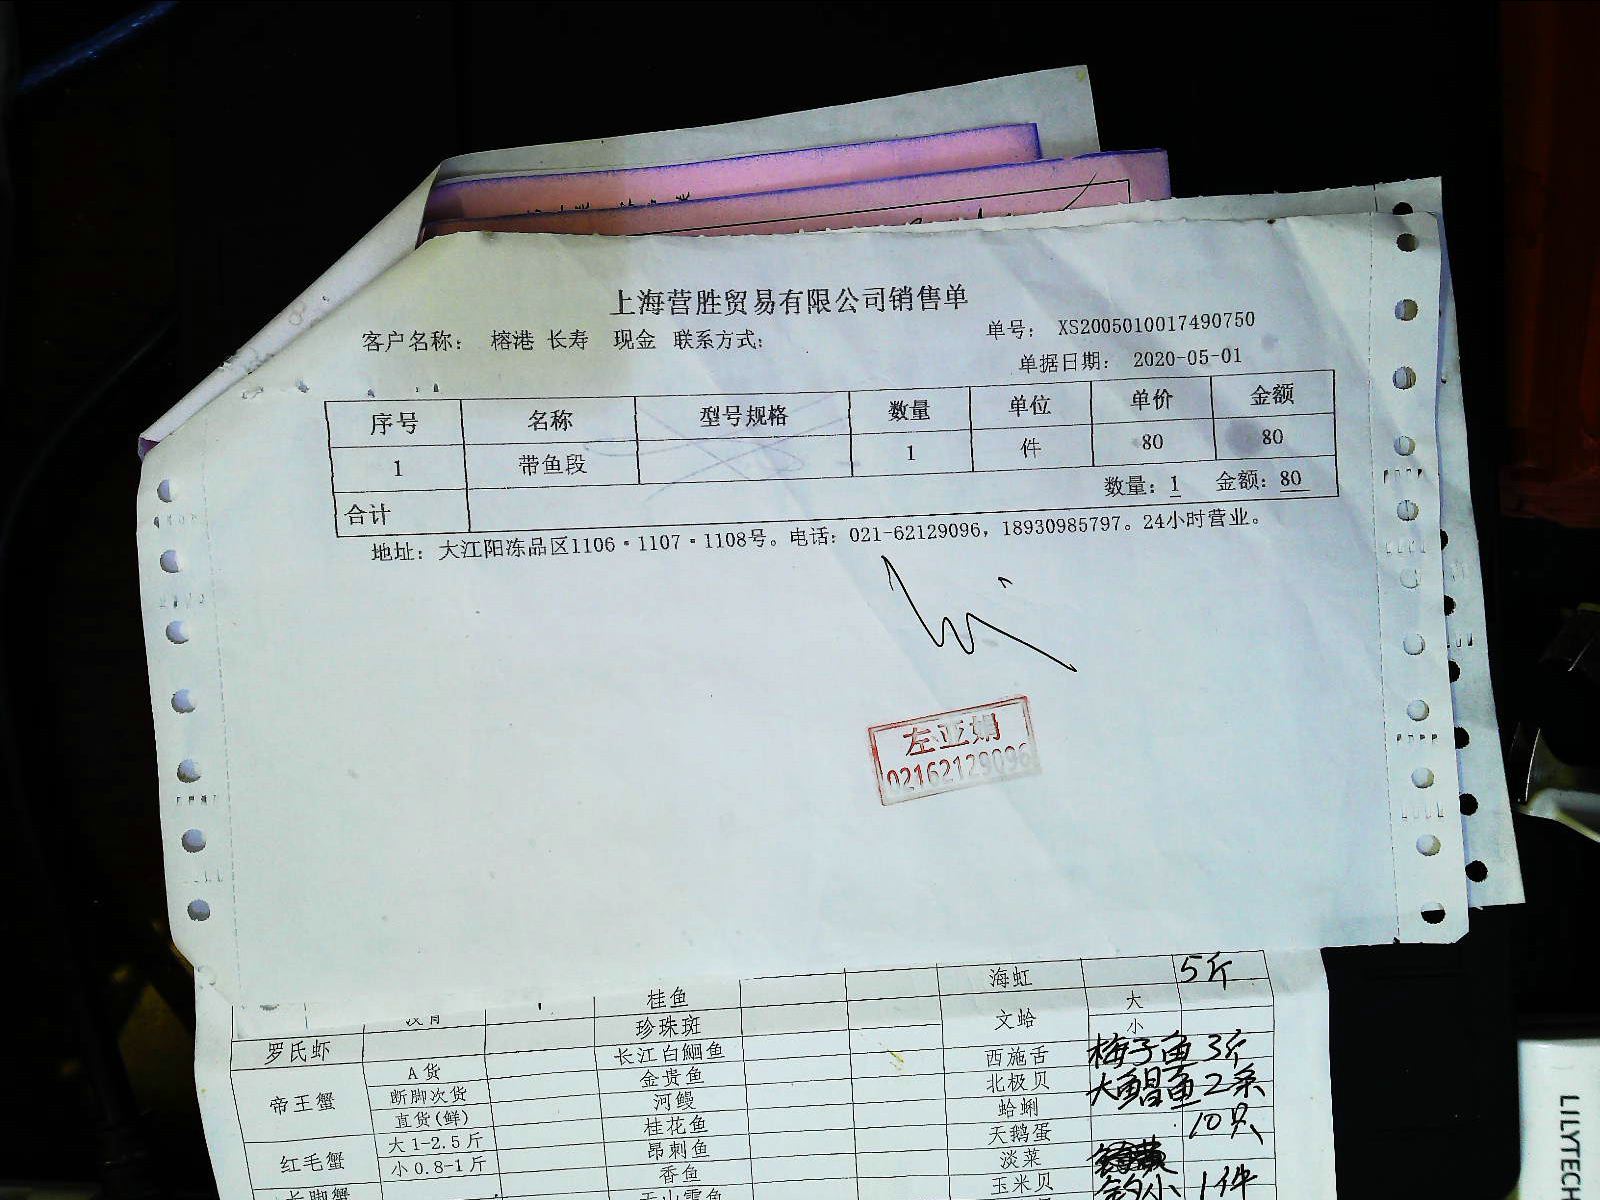 上海营胜贸易有限公司销售单
客户名称： 榕港 长寿 现金 联系方式： 单号： XS2005010017490750
单据日期： 2020-05-01
序号 名称 型号规格 数量 单位 单价 金额
1 带鱼段 1 件 80 80
合计 数量：1 金额：80
地址：大江阳冻品区1106·1107·1108号。电话：021-62129096，18930985797。24小时营业。
左亚娟
02162129096
海虹 5斤
桂鱼 大
珍珠斑 文蛤 小
罗氏虾 长江白鮰鱼 西施舌 梅子鱼 3斤
帝王蟹 A货 金贵鱼 北极贝 大鲳鱼 2条
断脚次货 河鳗 蛤蜊
直货(鲜) 桂花鱼 天鹅蛋 10只
红毛蟹 大1-2.5斤 昂刺鱼 淡菜
小0.8-1斤 香鱼 玉米贝 1件
长脚蟹
LILYTECH